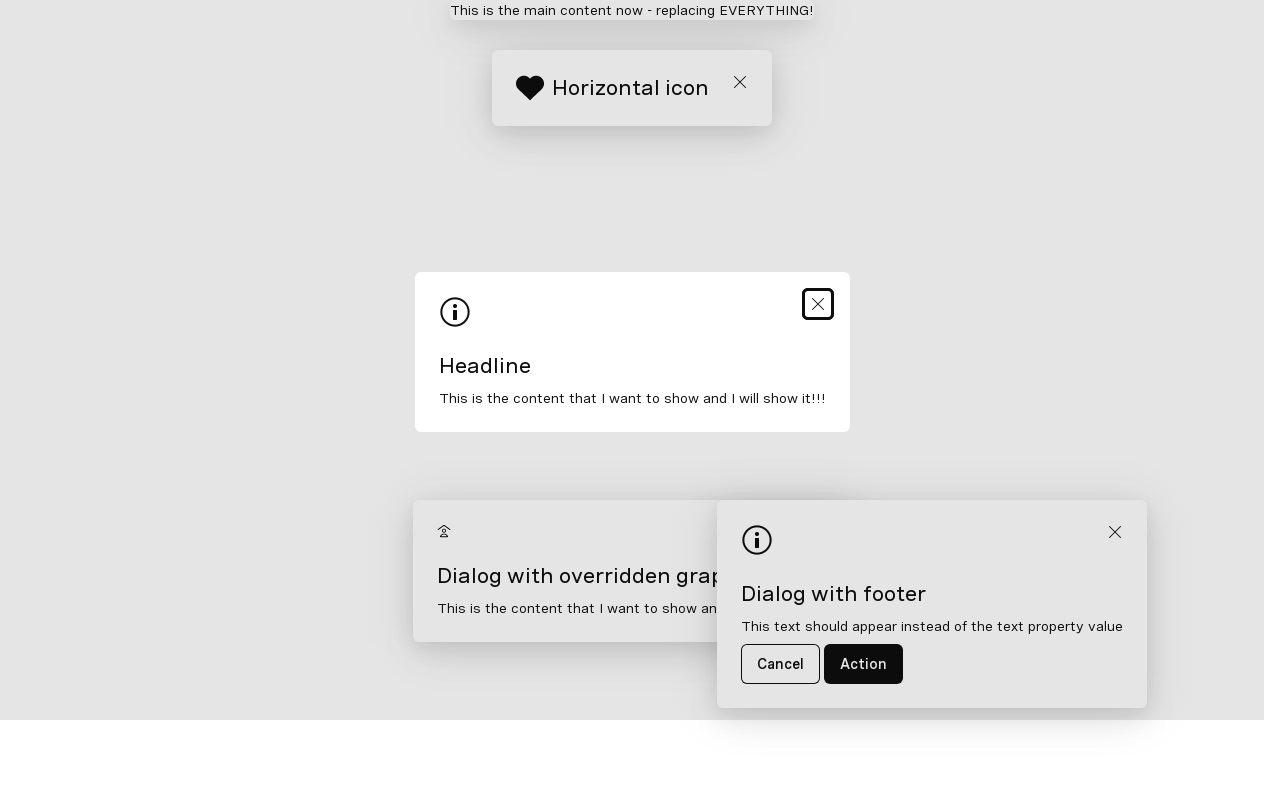 This is the main content now - replacing EVERYTHING!
Horizontal icon
Headline
This is the content that I want to show and I will show it!!!
Dialog with overridden grap
This is the content that I want to show an
Dialog with footer
This text should appear instead of the text property value
Cancel
Action